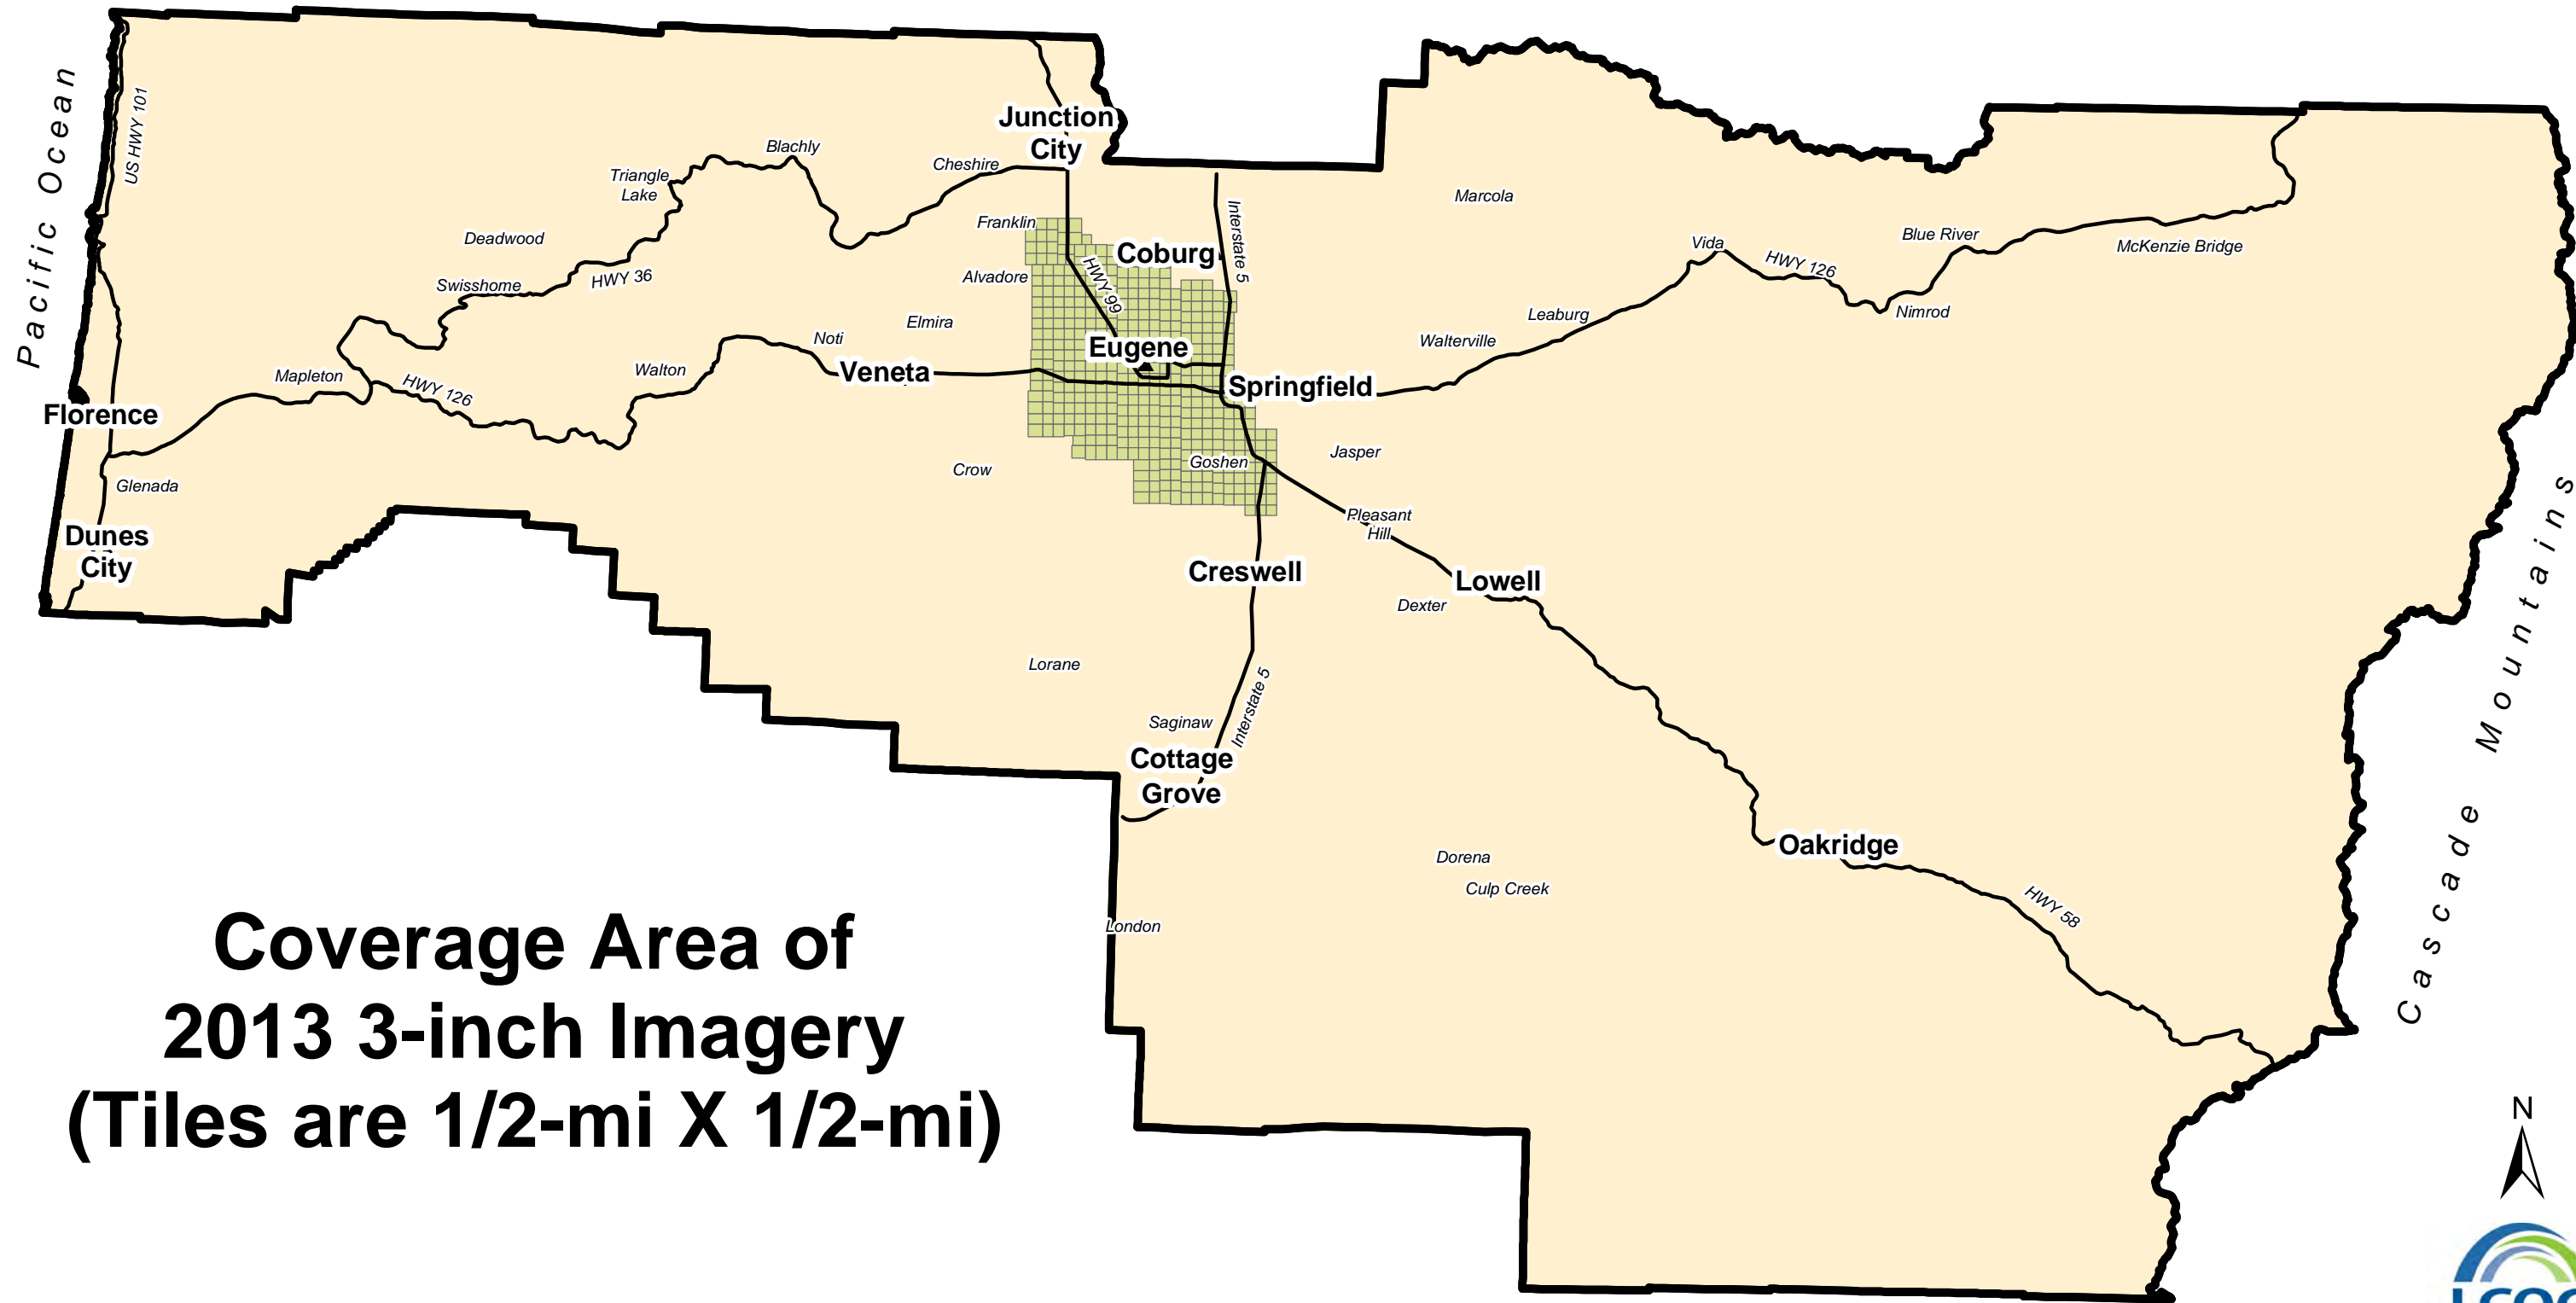 Pacific Ocean
US HWY 101
Junction
City
Blachly
Cheshire
Triangle
Lake
Marcola
Franklin
Interstate 5
Deadwood
Coburg
Vida
Blue River
McKenzie Bridge
HWY 126
HWY 36
Alvadore
HWY 99
Swisshome
Nimrod
Leaburg
Elmira
Noti
Walterville
Eugene
Walton
Veneta
Mapleton
HWY 126
Springfield
Florence
Jasper
Goshen
Crow
Glenada
Pleasant
Hill
Dunes
City
Creswell
Lowell
Dexter
Cascade Mountains
Lorane
Interstate 5
Saginaw
Cottage
Grove
Oakridge
Dorena
Culp Creek
HWY 58
London
Coverage Area of
2013 3-inch Imagery
(Tiles are 1/2-mi X 1/2-mi)
N
LCOG